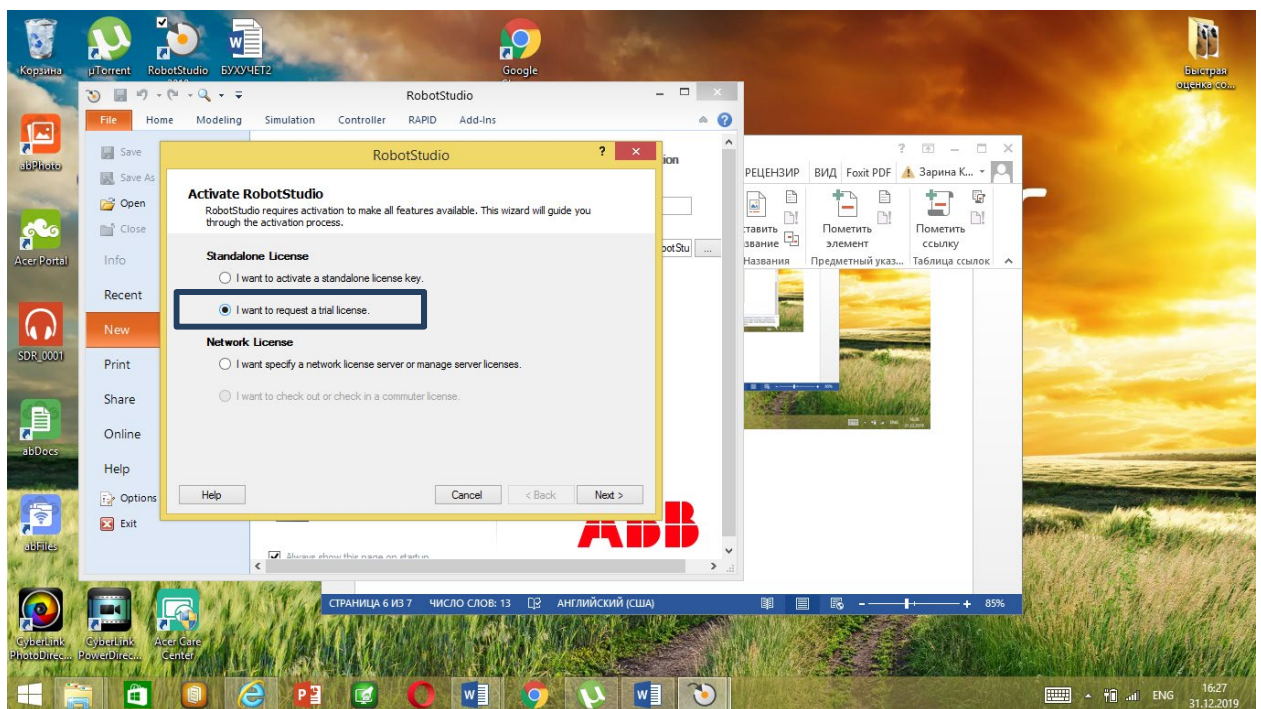 Корзина
µTorrent
RobotStudio
БУХУЧЕТ2
Google
Быстрая
оценка со...
RobotStudio
File Home Modeling Simulation Controller RAPID Add-Ins
abPhoto
Save
Save As
Open
Close
Info
Recent
New
Print
Share
Online
Help
Options
Exit
RobotStudio
Activate RobotStudio
RobotStudio requires activation to make all features available. This wizard will guide you
through the activation process.
Standalone License
I want to activate a standalone license key.
I want to request a trial license.
Network License
I want specify a network license server or manage server licenses.
I want to check out or check in a commuter license.
Help Cancel < Back Next >
ion
botStu ...
ABB
Always show this page on startup
РЕЦЕНЗИР ВИД Foxit PDF Зарина К...
тавить
звание
Названия
Пометить
элемент
Предметный указ...
Пометить
ссылку
Таблица ссылок
СТРАНИЦА 6 ИЗ 7 ЧИСЛО СЛОВ: 13 АНГЛИЙСКИЙ (США) 85%
Acer Portal
SDR_0001
abDocs
abFiles
CyberLink
PhotoDirec...
CyberLink
PowerDirec...
Acer Care
Center
ENG
16:27
31.12.2019